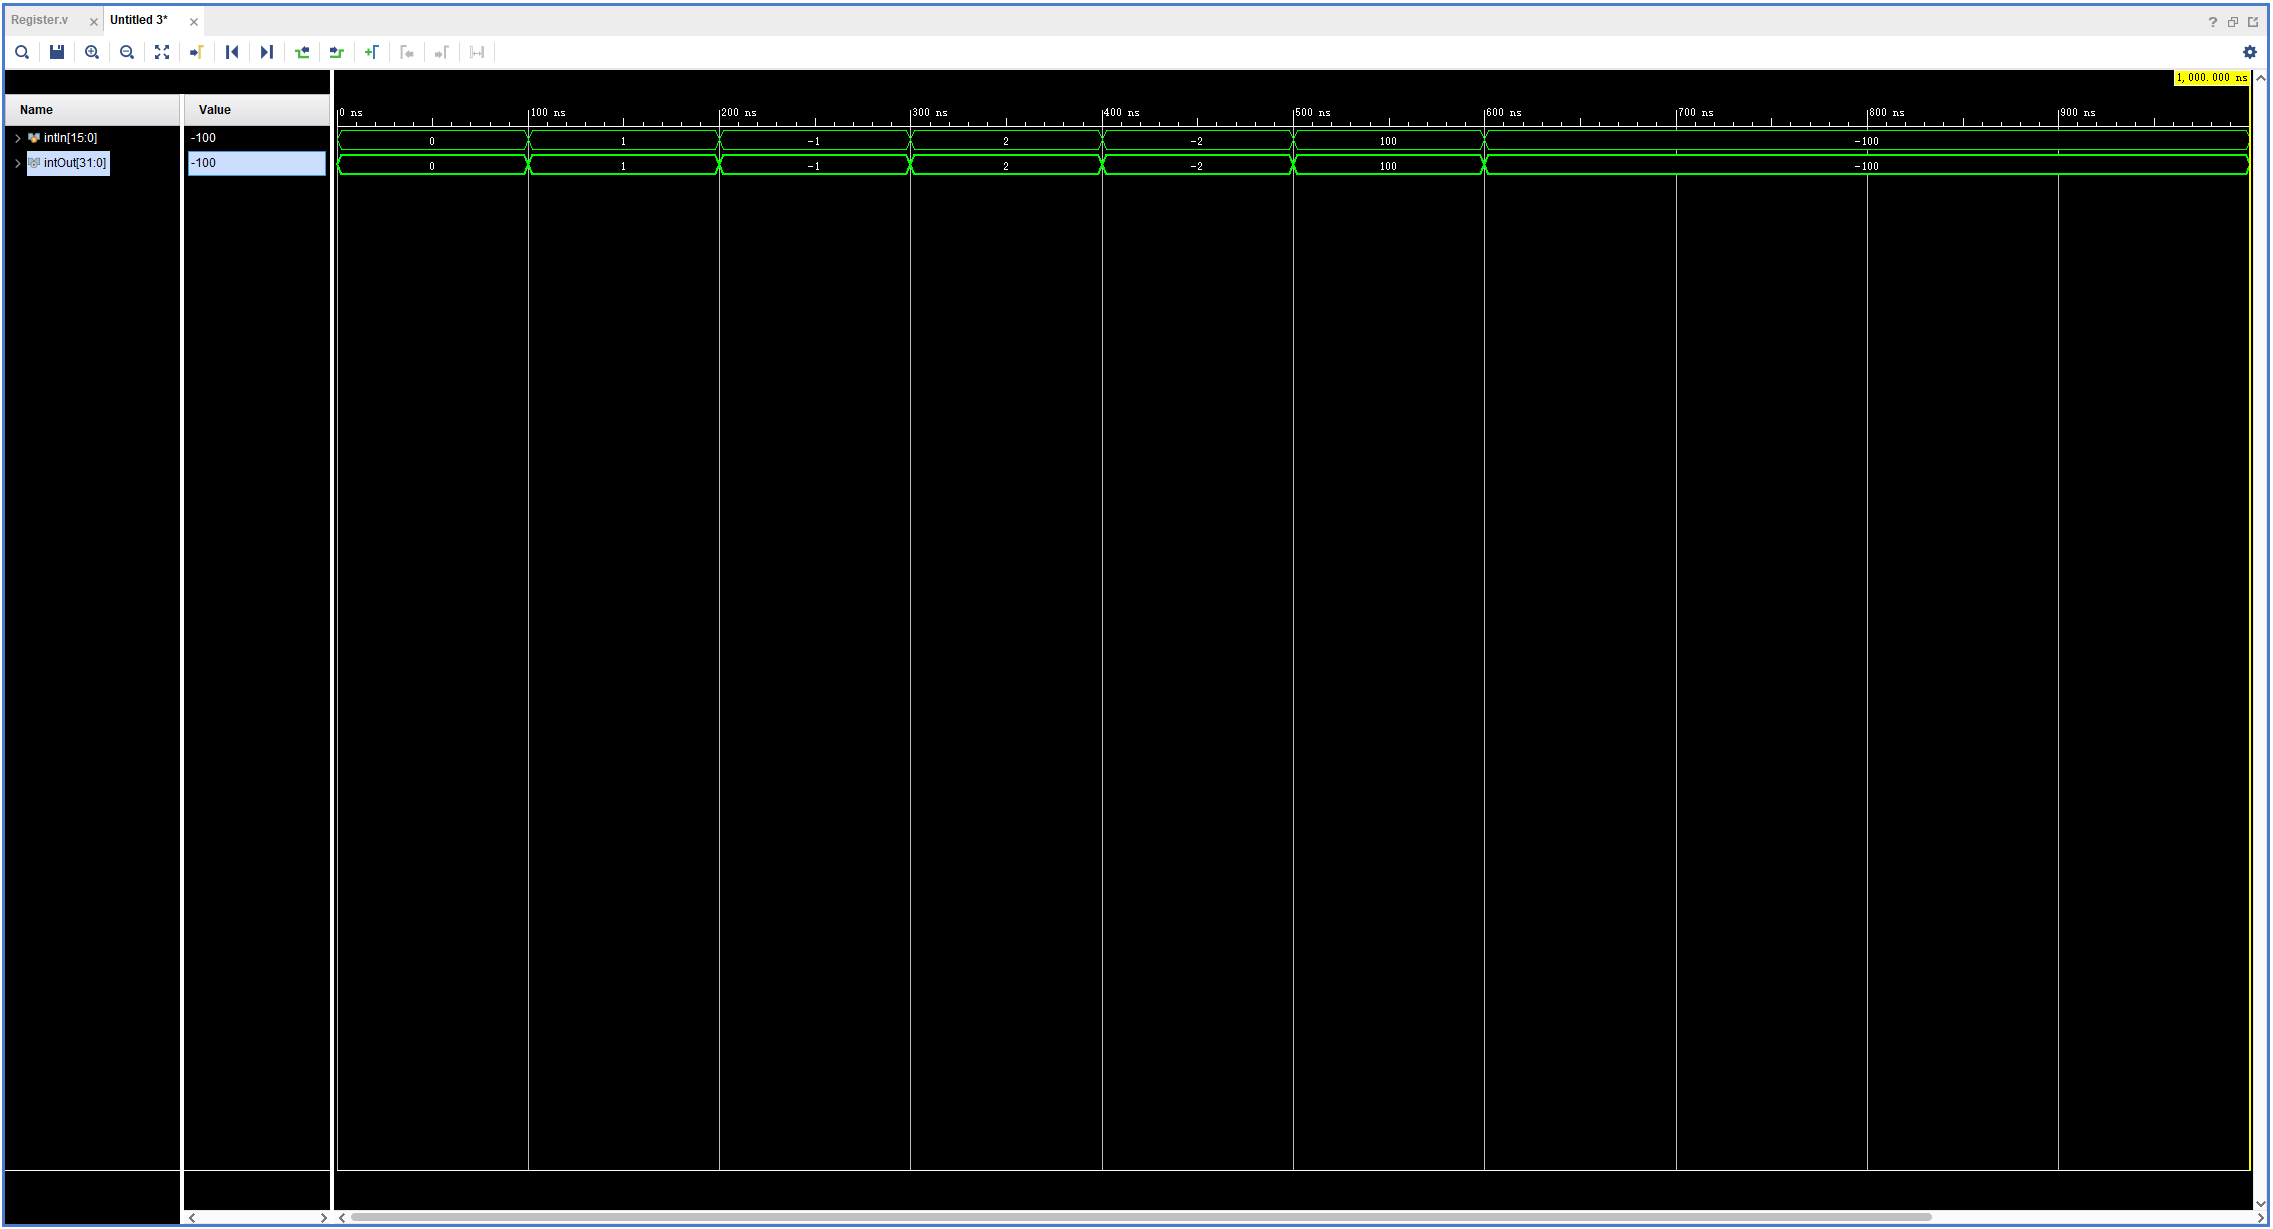 Register.v Untitled 3*
?
1,000.000 ns
Name Value
0 ns 100 ns 200 ns 300 ns 400 ns 500 ns 600 ns 700 ns 800 ns 900 ns
intIn[15:0] -100 0 1 -1 2 -2 100 -100
intOut[31:0] -100 0 1 -1 2 -2 100 -100